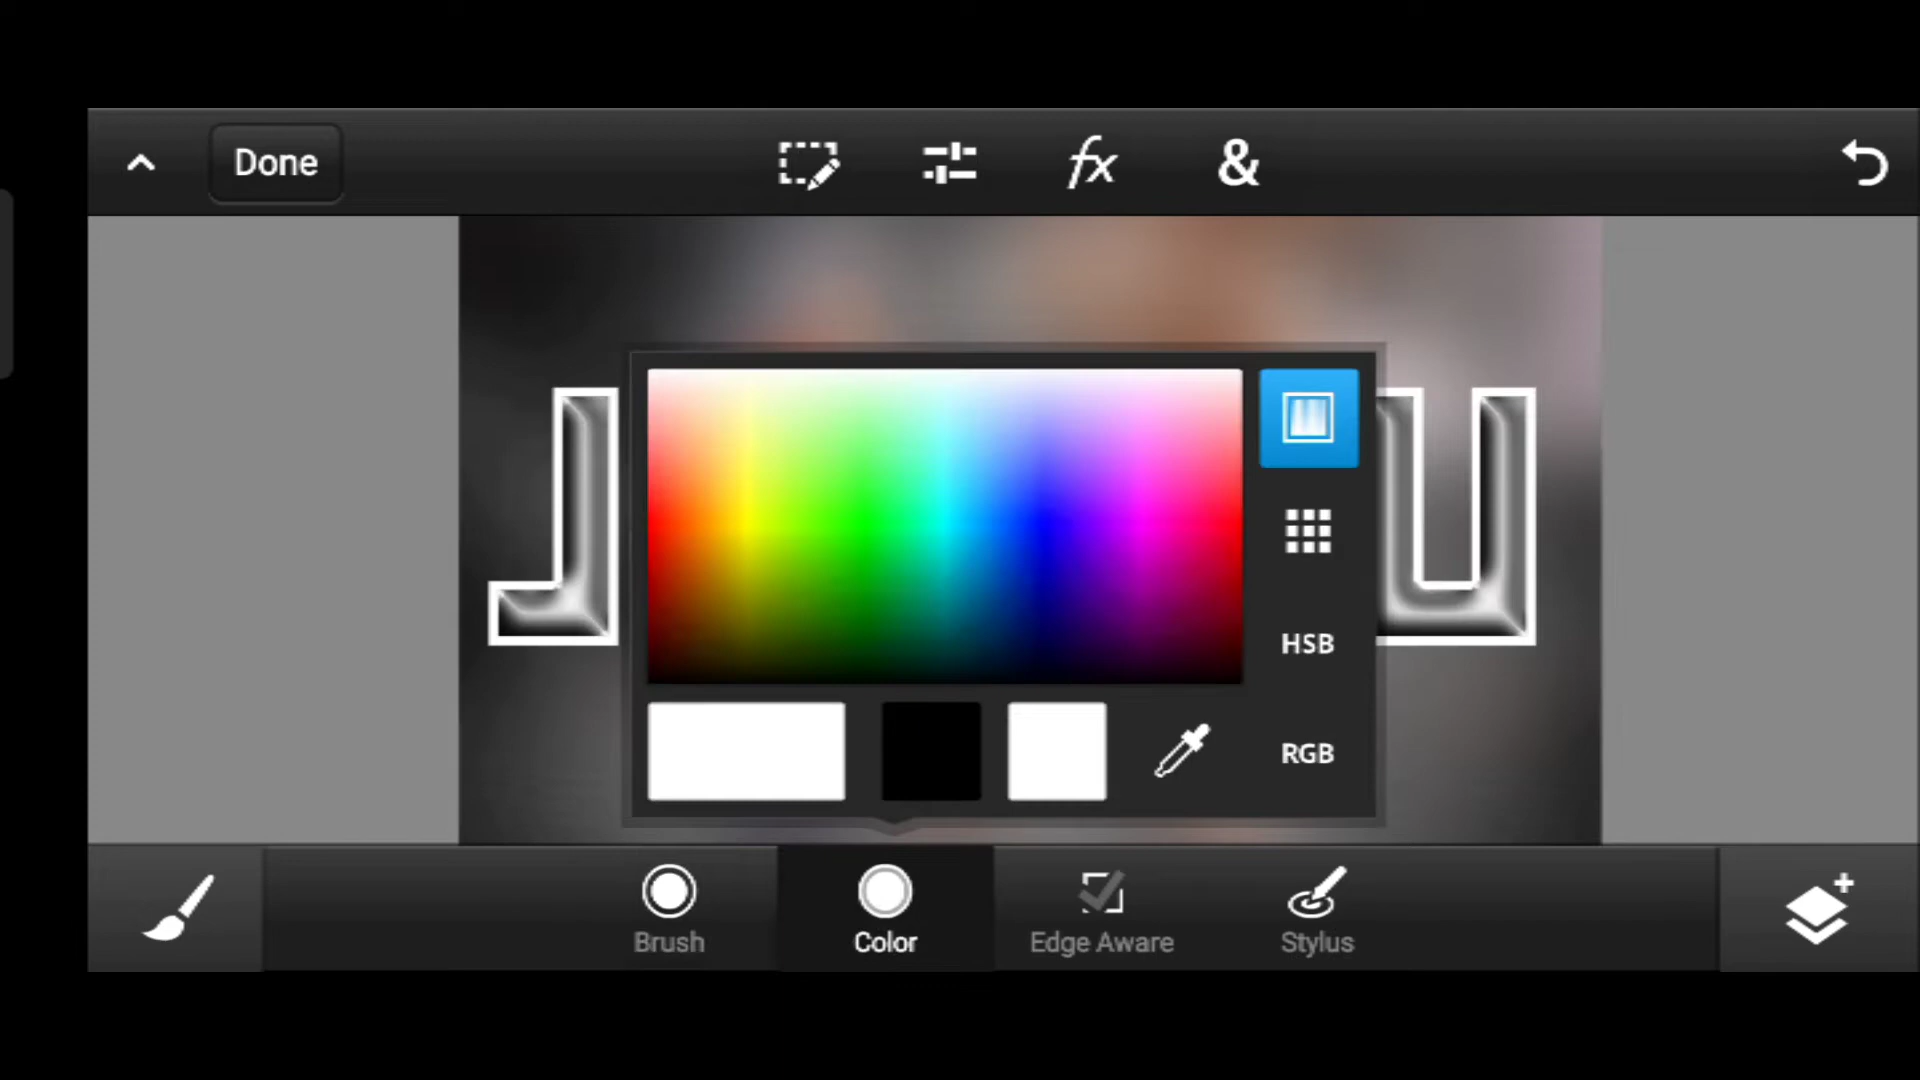 Done
fx
&
J U
HSB
RGB
Brush
Color
Edge Aware
Stylus